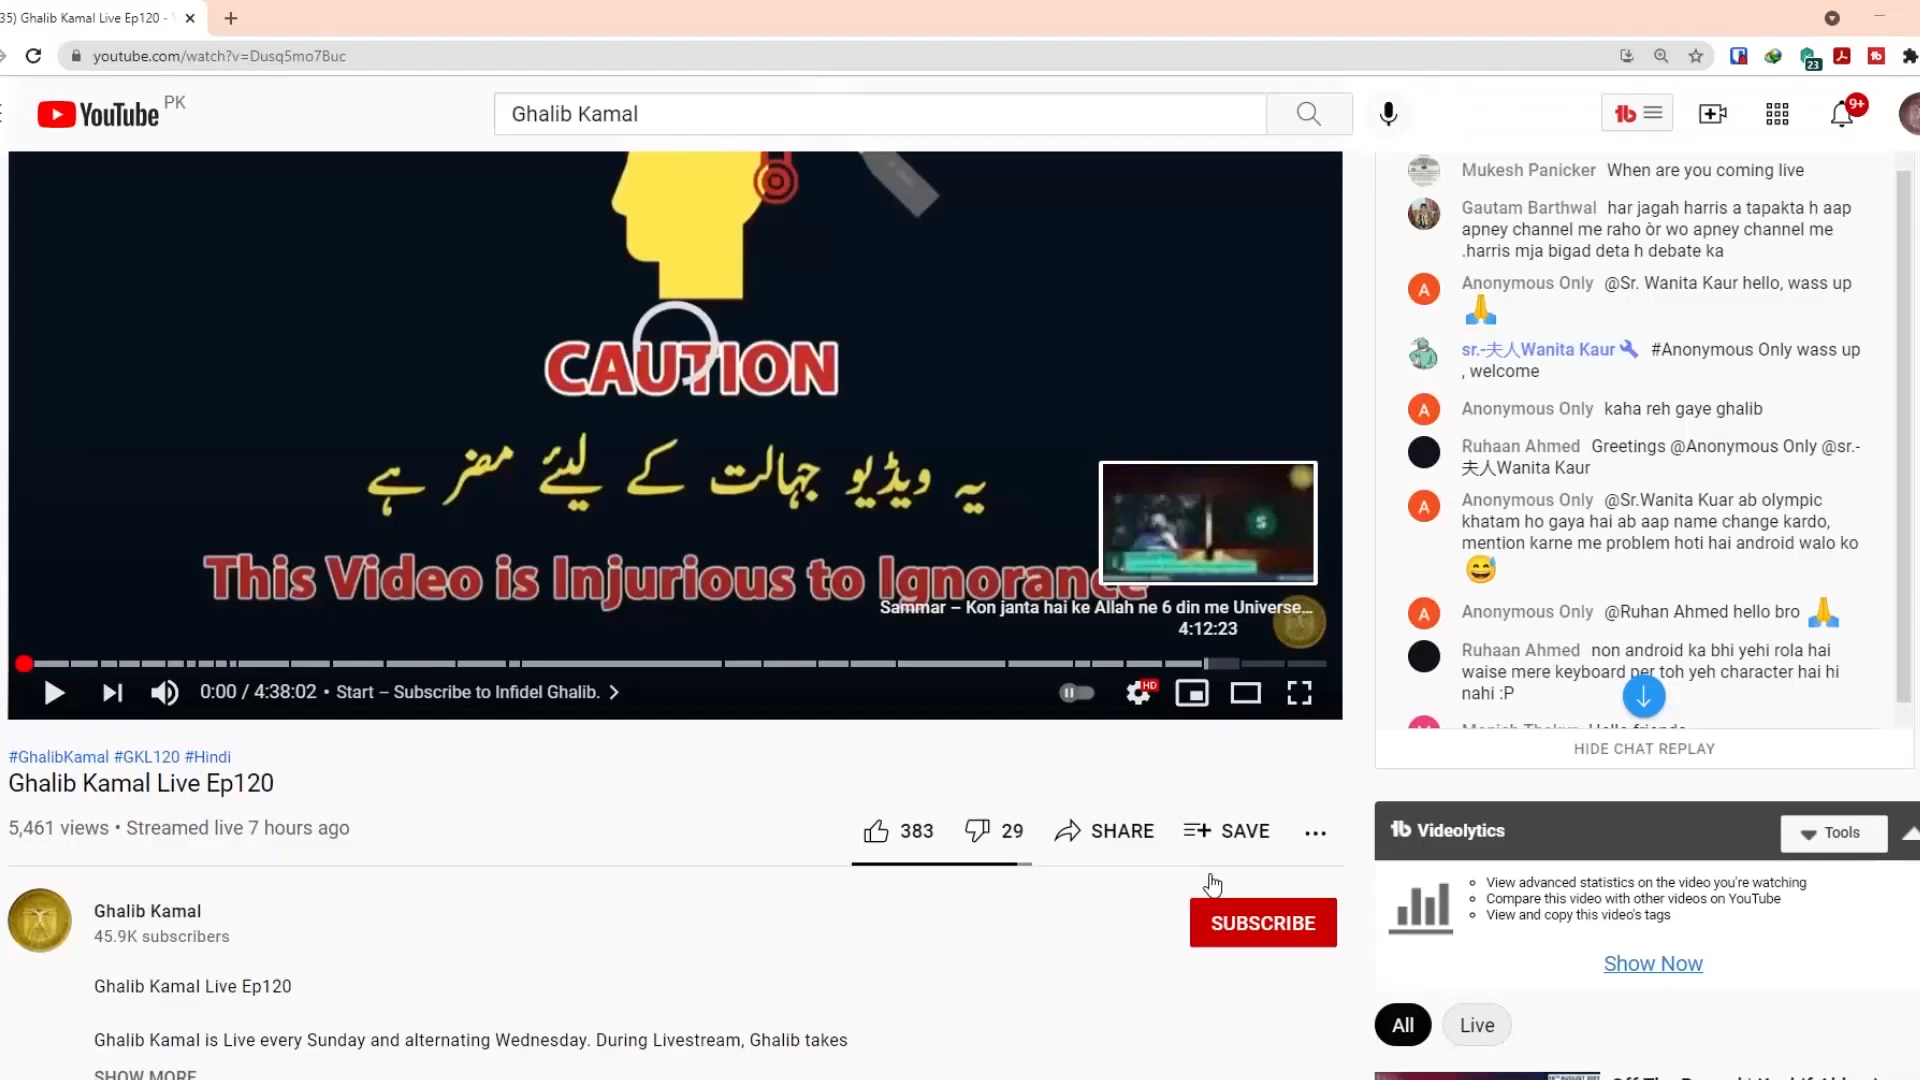 35) Ghalib Kamal Live Ep120 -
youtube.com/watch?v=Dusq5mo7Buc
23
YouTube PK
Ghalib Kamal
9+
CAUTION
یہ ویڈیو جہالت کے لیئے مضر ہے
This Video is Injurious to Ignorance
Sammar – Kon janta hai ke Allah ne 6 din me Universe...
4:12:23
0:00 / 4:38:02 • Start – Subscribe to Infidel Ghalib.
HD
#GhalibKamal #GKL120 #Hindi
Ghalib Kamal Live Ep120
5,461 views • Streamed live 7 hours ago
383
29
SHARE
SAVE
Ghalib Kamal
45.9K subscribers
SUBSCRIBE
Ghalib Kamal Live Ep120
Ghalib Kamal is Live every Sunday and alternating Wednesday. During Livestream, Ghalib takes
SHOW MORE
Mukesh Panicker When are you coming live
Gautam Barthwal har jagah harris a tapakta h aap
apney channel me raho òr wo apney channel me
.harris mja bigad deta h debate ka
A Anonymous Only @Sr. Wanita Kaur hello, wass up
🙏
sr.-夫人Wanita Kaur #Anonymous Only wass up
, welcome
A Anonymous Only kaha reh gaye ghalib
Ruhaan Ahmed Greetings @Anonymous Only @sr.-
夫人Wanita Kaur
A Anonymous Only @Sr.Wanita Kuar ab olympic
khatam ho gaya hai ab aap name change kardo,
mention karne me problem hoti hai android walo ko
😅
A Anonymous Only @Ruhan Ahmed hello bro 🙏
Ruhaan Ahmed non android ka bhi yehi rola hai
waise mere keyboard per toh yeh character hai hi
nahi :P
HIDE CHAT REPLAY
Videolytics
Tools
View advanced statistics on the video you're watching
Compare this video with other videos on YouTube
View and copy this video's tags
Show Now
All
Live